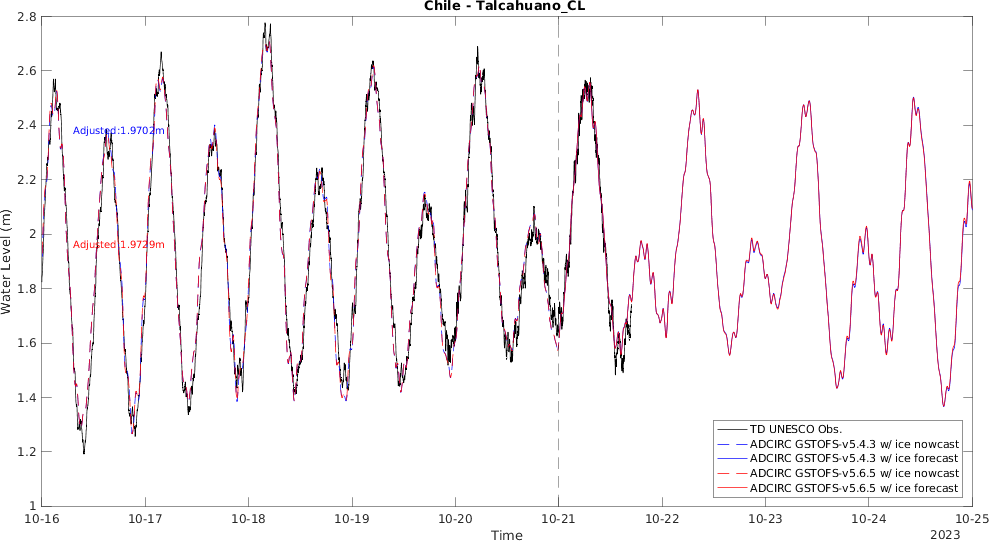 Chile - Talcahuano_CL
2.8
2.6
2.4
2.2
2
1.8
1.6
1.4
1.2
1
Water Level (m)
Adjusted:1.9702m
Adjusted:1.9729m
TD UNESCO Obs.
ADCIRC GSTOFS-v5.4.3 w/ ice nowcast
ADCIRC GSTOFS-v5.4.3 w/ ice forecast
ADCIRC GSTOFS-v5.6.5 w/ ice nowcast
ADCIRC GSTOFS-v5.6.5 w/ ice forecast
10-16 10-17 10-18 10-19 10-20 10-21 10-22 10-23 10-24 10-25
Time
2023